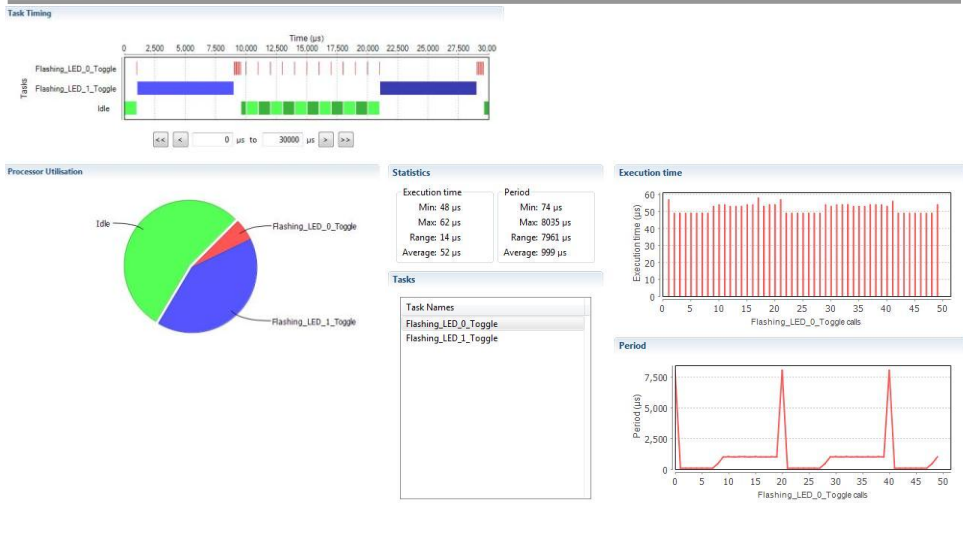 Task Timing
Time (µs)
0 2,500 5,000 7,500 10,000 12,500 15,000 17,500 20,000 22,500 25,000 27,500 30,00
Tasks
Flashing_LED_0_Toggle
Flashing_LED_1_Toggle
Idle
<< < 0 µs to 30000 µs > >>
Processor Utilisation
Idle
Flashing_LED_0_Toggle
Flashing_LED_1_Toggle
Statistics
Execution time
Min: 48 µs
Max: 62 µs
Range: 14 µs
Average: 52 µs
Period
Min: 74 µs
Max: 8035 µs
Range: 7961 µs
Average: 999 µs
Tasks
Task Names
Flashing_LED_0_Toggle
Flashing_LED_1_Toggle
Execution time
Execution time (µs)
60
50
40
30
20
10
0
0 5 10 15 20 25 30 35 40 45 50
Flashing_LED_0_Toggle calls
Period
Period (µs)
7,500
5,000
2,500
0
0 5 10 15 20 25 30 35 40 45 50
Flashing_LED_0_Toggle calls